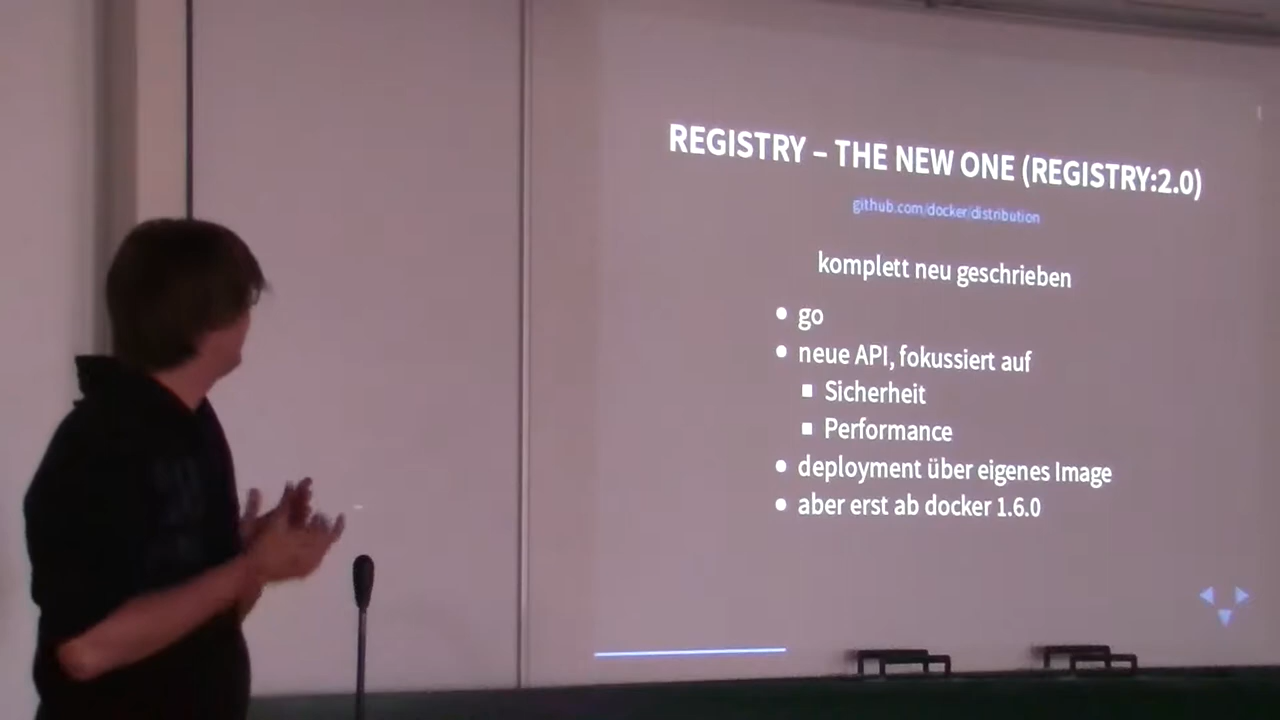 REGISTRY – THE NEW ONE (REGISTRY:2.0)
github.com/docker/distribution
komplett neu geschrieben
• go
• neue API, fokussiert auf
▪ Sicherheit
▪ Performance
• deployment über eigenes Image
• aber erst ab docker 1.6.0